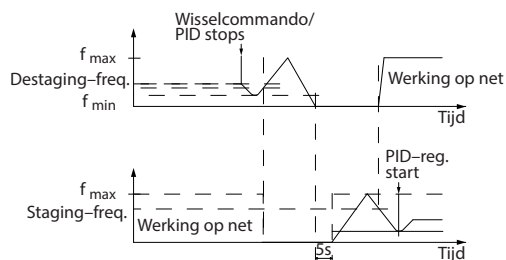 Wisselcommando/
PID stops
f max
Destaging–freq.
f min
Werking op net
Tijd
PID–reg.
start
f max
Staging–freq.
Werking op net
5s
Tijd